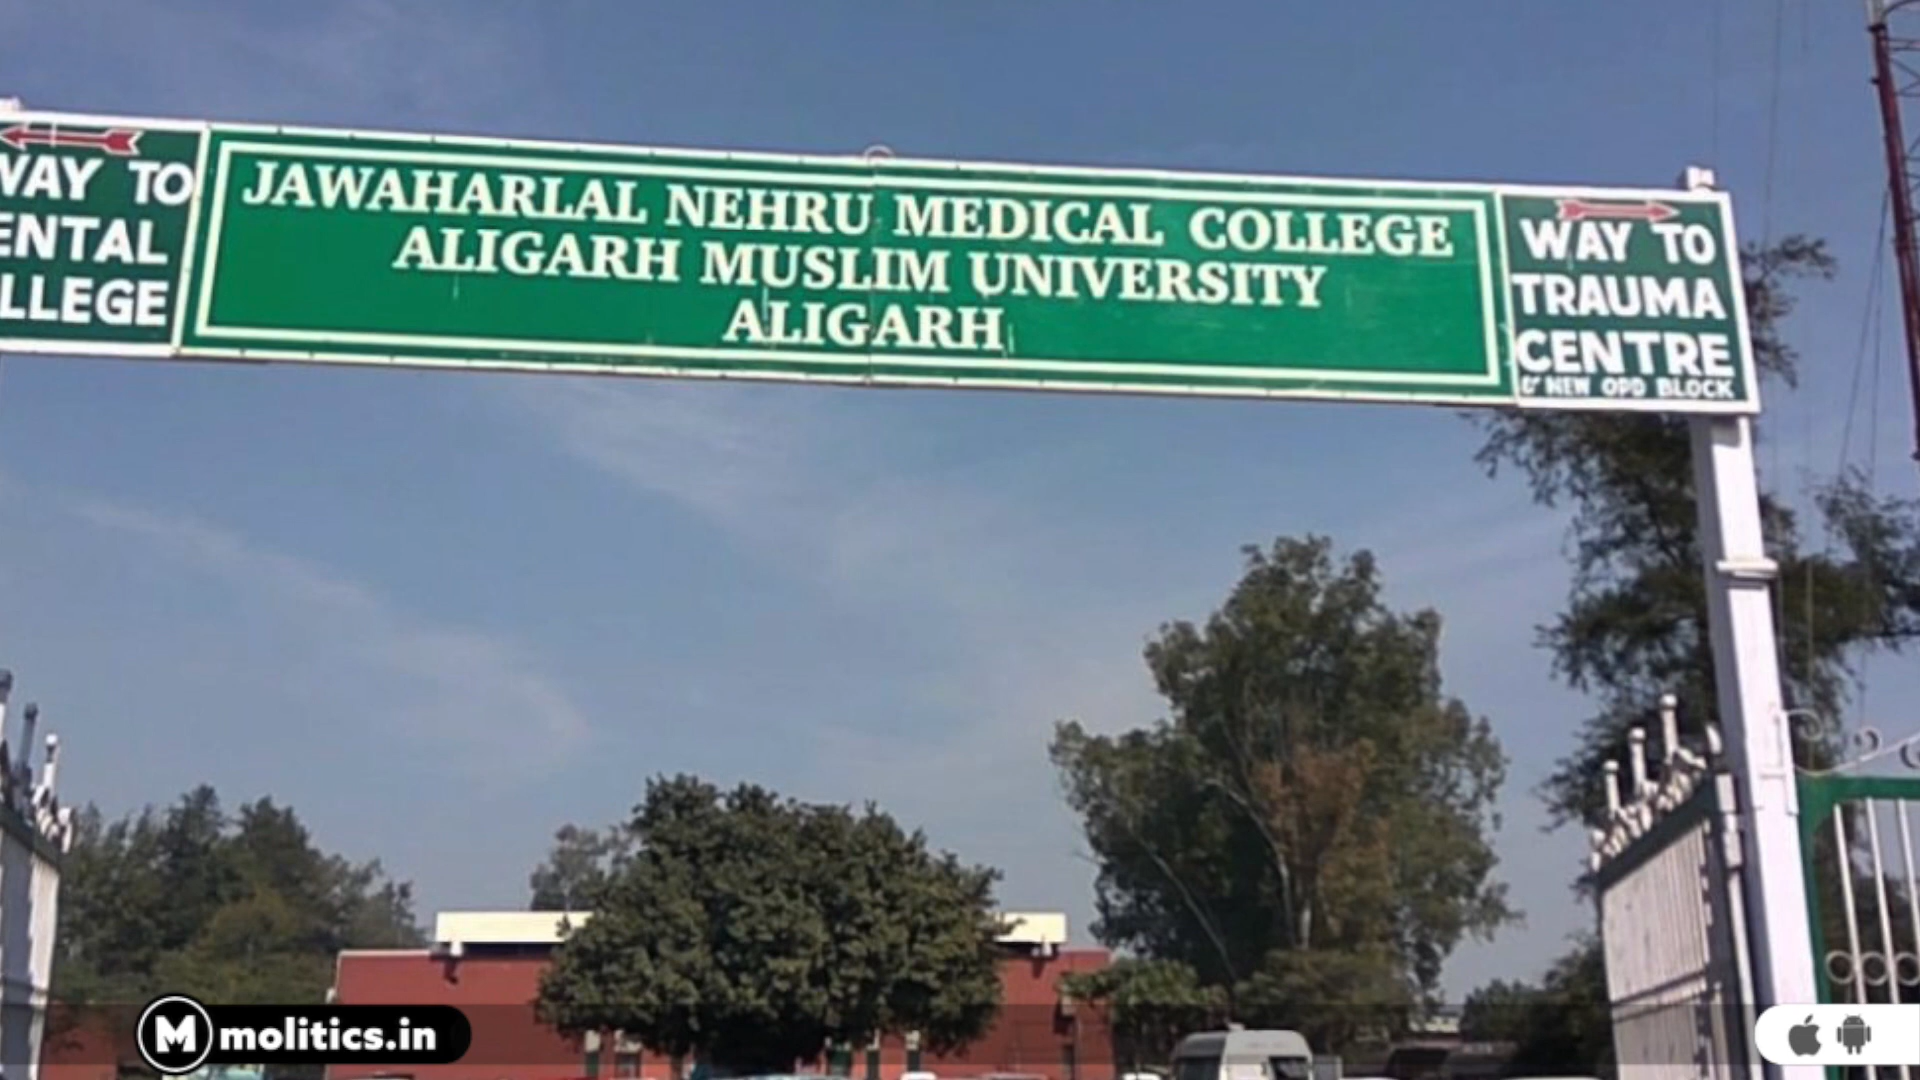 WAY TO
ENTAL
LLEGE
JAWAHARLAL NEHRU MEDICAL COLLEGE
ALIGARH MUSLIM UNIVERSITY
ALIGARH
WAY TO
TRAUMA
CENTRE
& NEW OPD BLOCK
M molitics.in